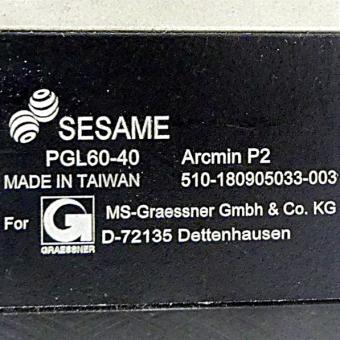 SESAME
PGL60-40 Arcmin P2
MADE IN TAIWAN 510-180905033-003
For G GRAESSNER MS-Graessner Gmbh & Co. KG
D-72135 Dettenhausen